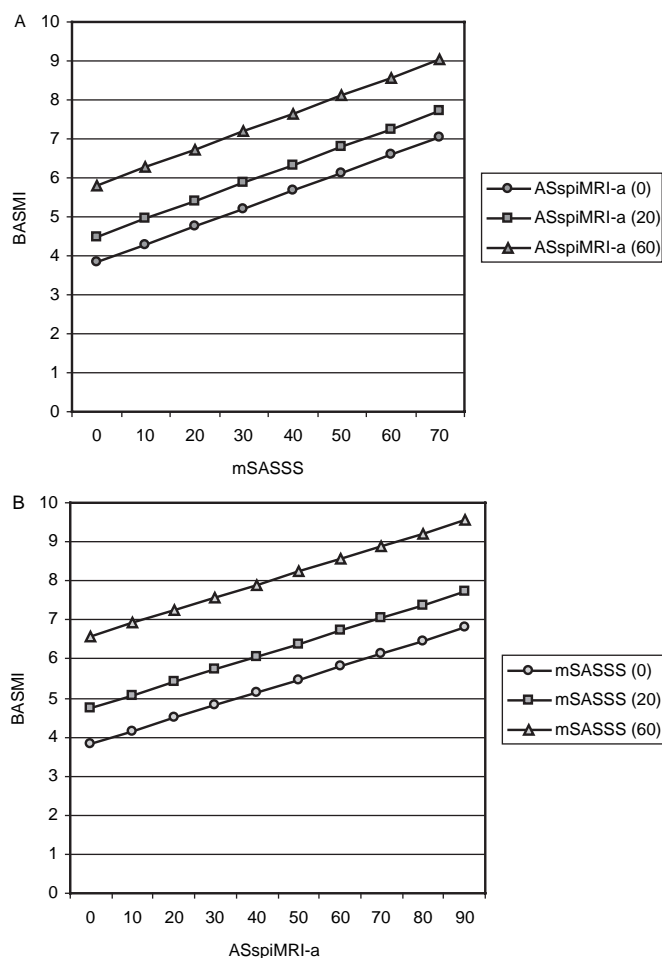 A
10
9
8
7
6
5
4
3
2
1
0
BASMI
0 10 20 30 40 50 60 70
mSASSS
ASspiMRI-a (0)
ASspiMRI-a (20)
ASspiMRI-a (60)
B
10
9
8
7
6
5
4
3
2
1
0
BASMI
0 10 20 30 40 50 60 70 80 90
ASspiMRI-a
mSASSS (0)
mSASSS (20)
mSASSS (60)